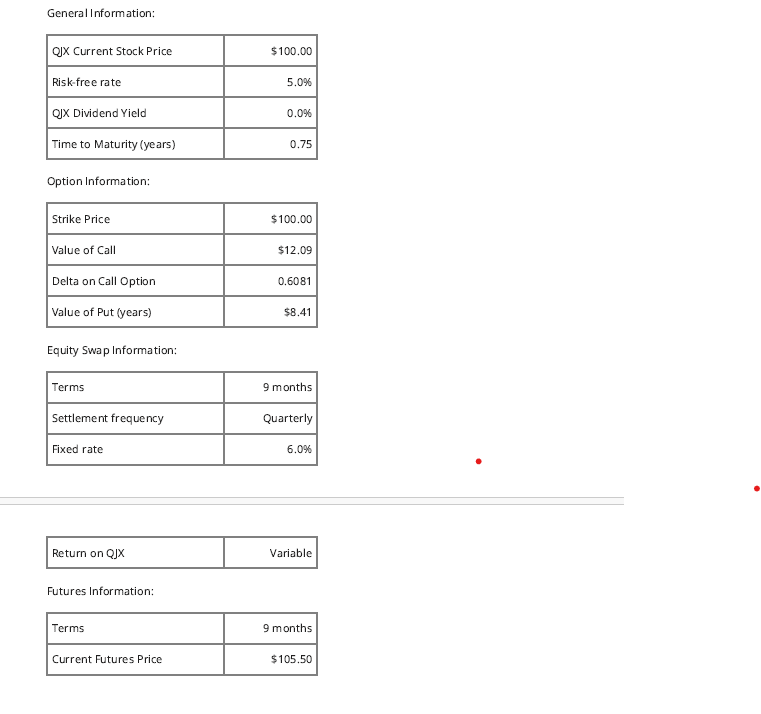 General Information:
QJX Current Stock Price $100.00
Risk-free rate 5.0%
QJX Dividend Yield 0.0%
Time to Maturity (years) 0.75
Option Information:
Strike Price $100.00
Value of Call $12.09
Delta on Call Option 0.6081
Value of Put (years) $8.41
Equity Swap Information:
Terms 9 months
Settlement frequency Quarterly
Fixed rate 6.0%
Return on QJX Variable
Futures Information:
Terms 9 months
Current Futures Price $105.50